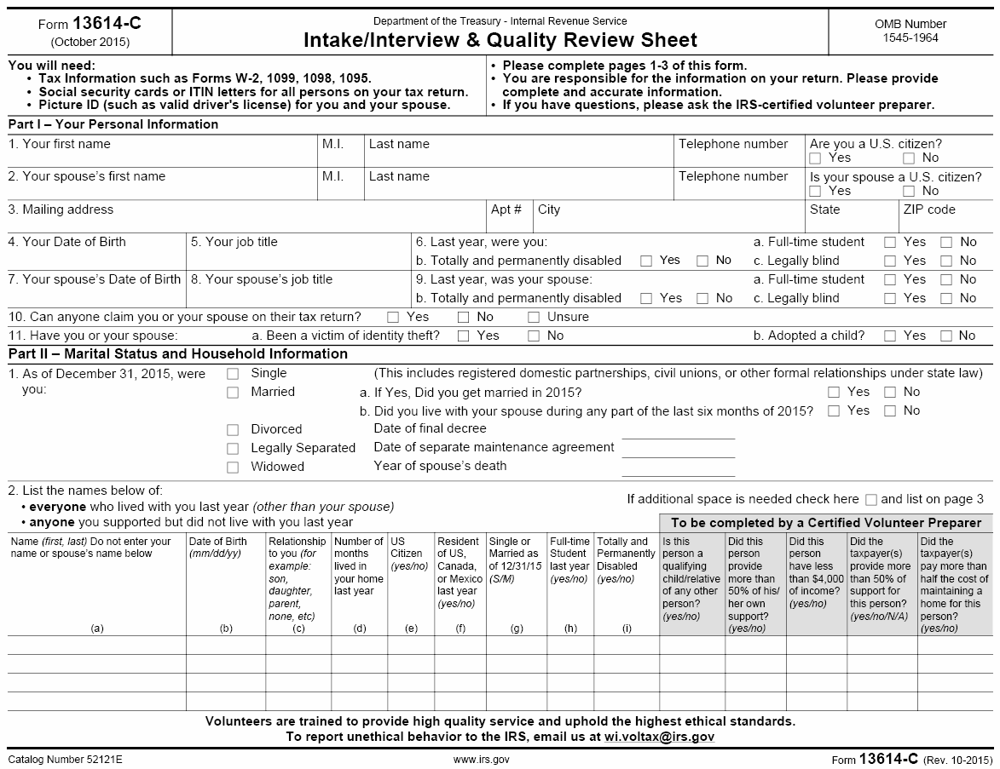 Form 13614-C
(October 2015)
Department of the Treasury - Internal Revenue Service
Intake/Interview & Quality Review Sheet
OMB Number
1545-1964
You will need:
• Tax Information such as Forms W-2, 1099, 1098, 1095.
• Social security cards or ITIN letters for all persons on your tax return.
• Picture ID (such as valid driver's license) for you and your spouse.
• Please complete pages 1-3 of this form.
• You are responsible for the information on your return. Please provide
complete and accurate information.
• If you have questions, please ask the IRS-certified volunteer preparer.
Part I – Your Personal Information
1. Your first name M.I. Last name Telephone number Are you a U.S. citizen?
Yes No
2. Your spouse's first name M.I. Last name Telephone number Is your spouse a U.S. citizen?
Yes No
3. Mailing address Apt # City State ZIP code
4. Your Date of Birth 5. Your job title 6. Last year, were you: a. Full-time student Yes No
b. Totally and permanently disabled Yes No c. Legally blind Yes No
7. Your spouse's Date of Birth 8. Your spouse's job title 9. Last year, was your spouse: a. Full-time student Yes No
b. Totally and permanently disabled Yes No c. Legally blind Yes No
10. Can anyone claim you or your spouse on their tax return? Yes No Unsure
11. Have you or your spouse: a. Been a victim of identity theft? Yes No b. Adopted a child? Yes No
Part II – Marital Status and Household Information
1. As of December 31, 2015, were
you:
Single (This includes registered domestic partnerships, civil unions, or other formal relationships under state law)
Married a. If Yes, Did you get married in 2015? Yes No
b. Did you live with your spouse during any part of the last six months of 2015? Yes No
Divorced Date of final decree
Legally Separated Date of separate maintenance agreement
Widowed Year of spouse's death
2. List the names below of:
• everyone who lived with you last year (other than your spouse)
• anyone you supported but did not live with you last year
If additional space is needed check here and list on page 3
To be completed by a Certified Volunteer Preparer
Name (first, last) Do not enter your
name or spouse's name below
(a)
Date of Birth
(mm/dd/yy)
(b)
Relationship
to you (for
example:
son,
daughter,
parent,
none, etc)
(c)
Number of
months
lived in
your home
last year
(d)
US
Citizen
(yes/no)
(e)
Resident
of US,
Canada,
or Mexico
last year
(yes/no)
(f)
Single or
Married as
of 12/31/15
(S/M)
(g)
Full-time
Student
last year
(yes/no)
(h)
Totally and
Permanently
Disabled
(yes/no)
(i)
Is this
person a
qualifying
child/relative
of any other
person?
(yes/no)
Did this
person
provide
more than
50% of his/
her own
support?
(yes/no)
Did this
person
have less
than $4,000
of income?
(yes/no)
Did the
taxpayer(s)
provide more
than 50% of
support for
this person?
(yes/no/N/A)
Did the
taxpayer(s)
pay more than
half the cost of
maintaining a
home for this
person?
(yes/no)
Volunteers are trained to provide high quality service and uphold the highest ethical standards.
To report unethical behavior to the IRS, email us at wi.voltax@irs.gov
Catalog Number 52121E www.irs.gov Form 13614-C (Rev. 10-2015)